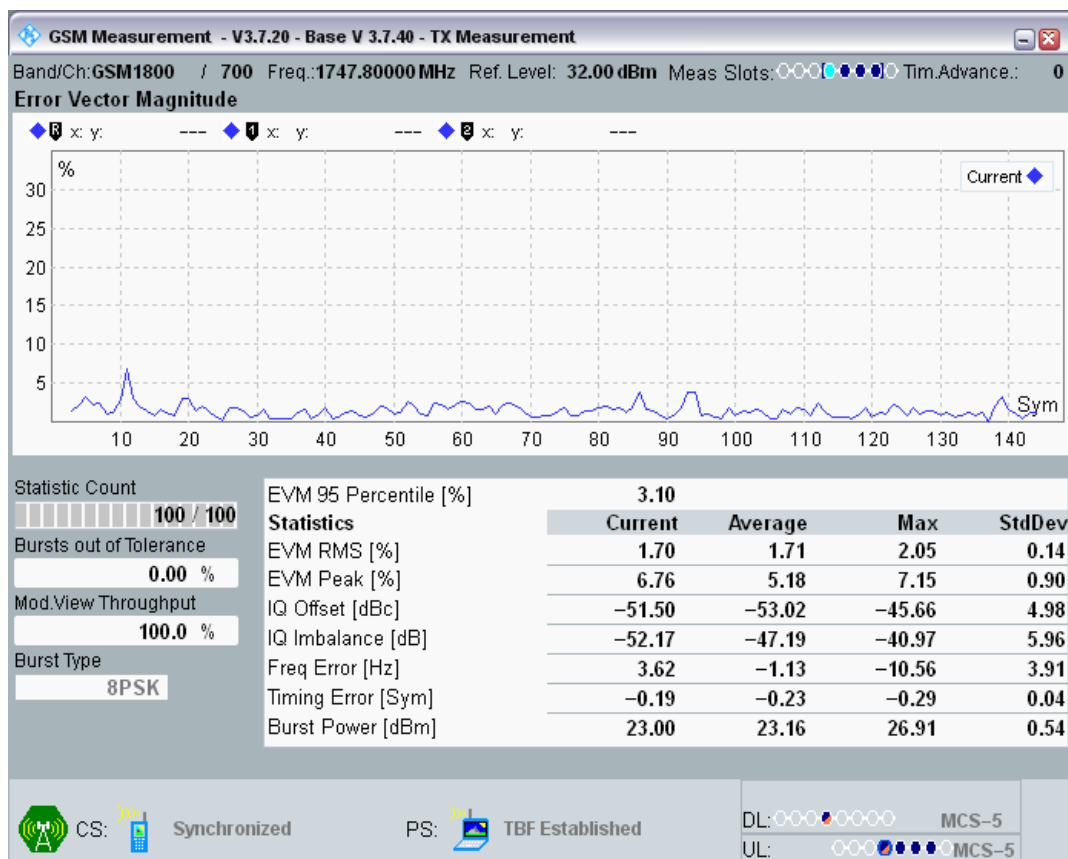 GSM Measurement - V3.7.20 - Base V 3.7.40 - TX Measurement
Band/Ch:GSM1800 / 700 Freq.:1747.80000 MHz Ref. Level: 32.00 dBm Meas Slots: Tim.Advance.: 0
Error Vector Magnitude
R x: y: --- 1 x: y: --- 2 x: y: ---
%
Current
30
25
20
15
10
5
Sym
10 20 30 40 50 60 70 80 90 100 110 120 130 140
Statistic Count
100 / 100
Bursts out of Tolerance
0.00 %
Mod.View Throughput
100.0 %
Burst Type
8PSK
EVM 95 Percentile [%] 3.10
Statistics Current Average Max StdDev
EVM RMS [%] 1.70 1.71 2.05 0.14
EVM Peak [%] 6.76 5.18 7.15 0.90
IQ Offset [dBc] −51.50 −53.02 −45.66 4.98
IQ Imbalance [dB] −52.17 −47.19 −40.97 5.96
Freq Error [Hz] 3.62 −1.13 −10.56 3.91
Timing Error [Sym] −0.19 −0.23 −0.29 0.04
Burst Power [dBm] 23.00 23.16 26.91 0.54
CS: Synchronized PS: TBF Established
DL: MCS−5
UL: MCS−5